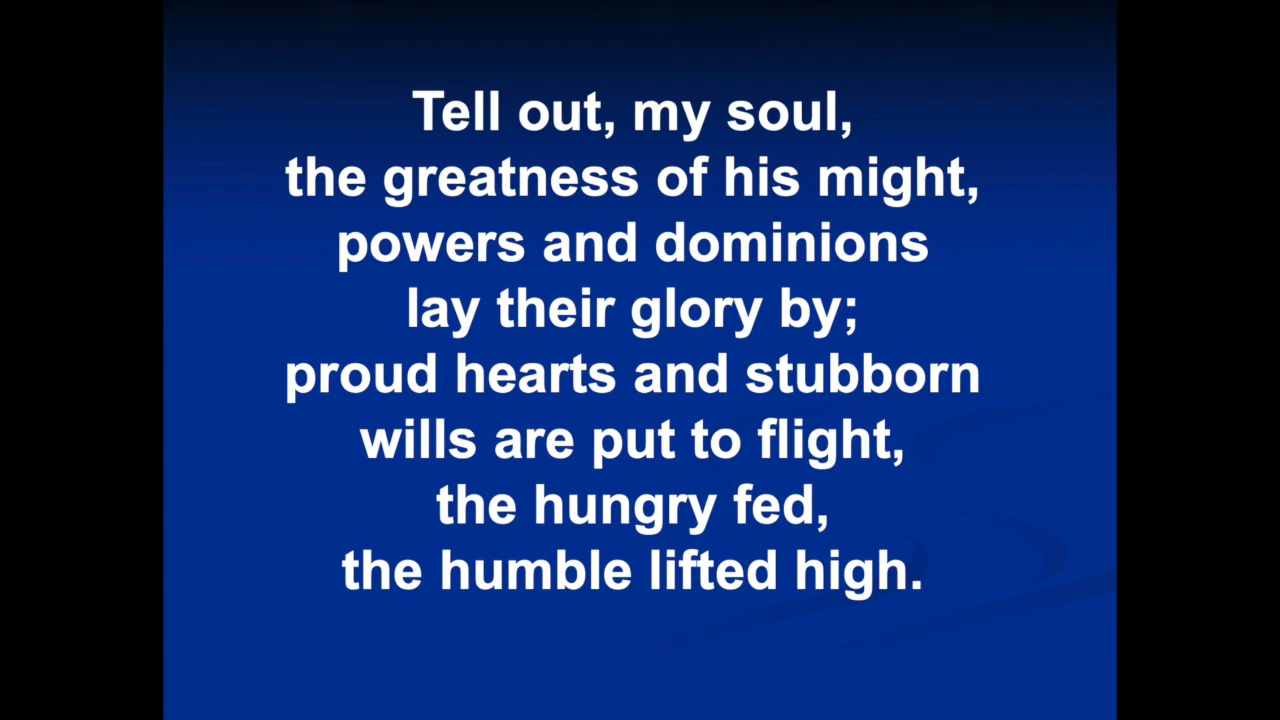 Tell out, my soul,
the greatness of his might,
powers and dominions
lay their glory by;
proud hearts and stubborn
wills are put to flight,
the hungry fed,
the humble lifted high.